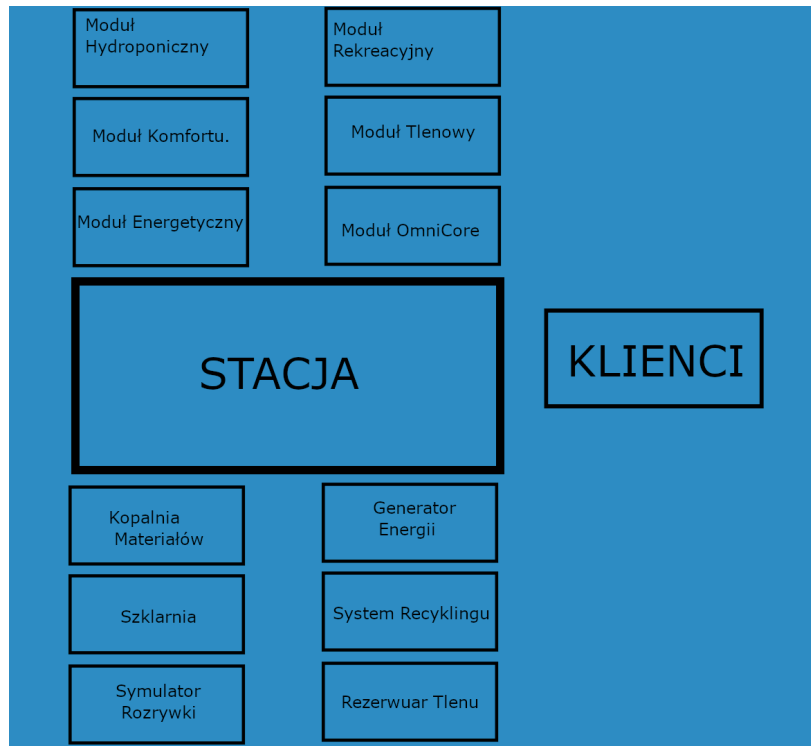 Moduł
Hydroponiczny
Moduł
Rekreacyjny
Moduł Komfortu.
Moduł Tlenowy
Moduł Energetyczny
Moduł OmniCore
STACJA
KLIENCI
Kopalnia
Materiałów
Generator
Energii
Szklarnia
System Recyklingu
Symulator
Rozrywki
Rezerwuar Tlenu